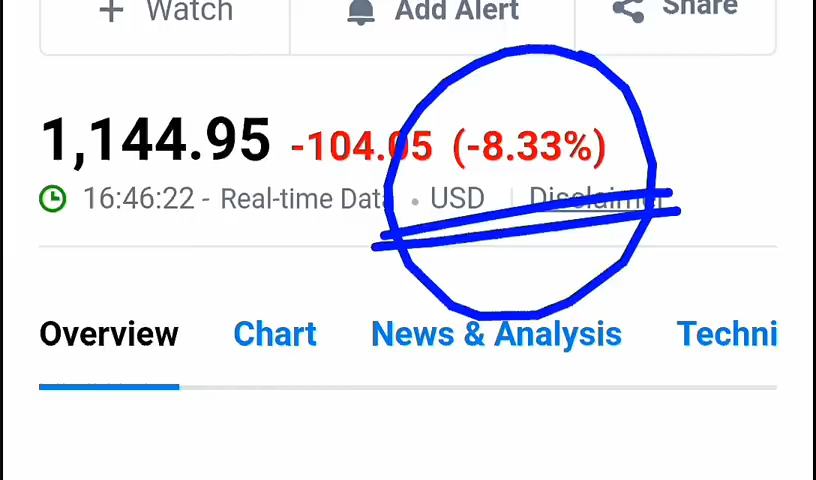 Watch Add Alert Share
1,144.95 -104.05 (-8.33%)
16:46:22 - Real-time Data • USD | Disclaimer
Overview Chart News & Analysis Techni